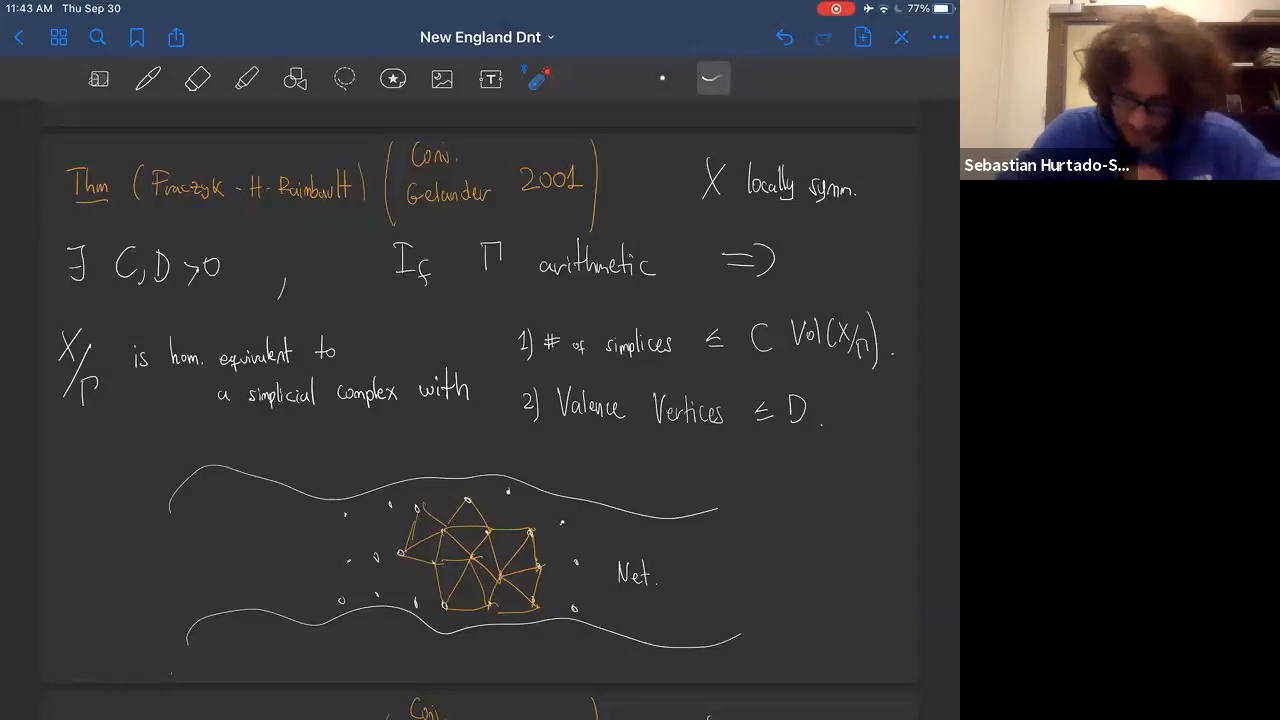 11:43 AM Thu Sep 30
77%
New England Dnt
Thm (Fraczyk - H - Raimbault) (Conj. Gelander 2001)
X locally symm.
∃ C, D > 0 , If Γ arithmetic ⇒
X/Γ is hom. equivalent to a simplicial complex with
1) # of simplices ≤ C Vol(X/Γ).
2) Valence Vertices ≤ D.
Net.
Conj.
Sebastian Hurtado-S...